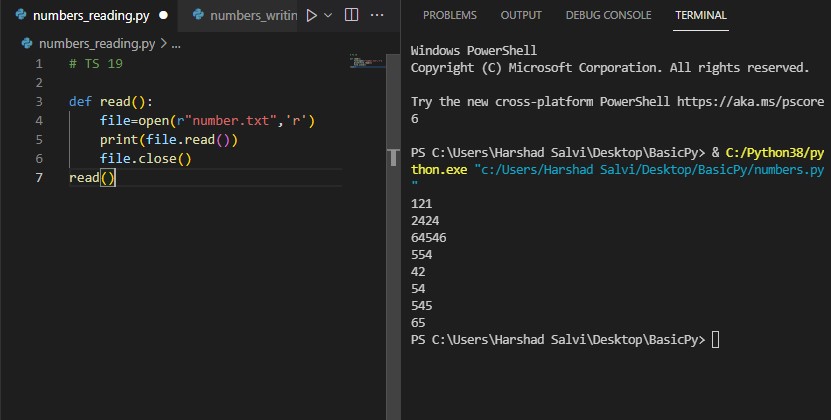 numbers_reading.py
numbers_writin
numbers_reading.py > ...
1 # TS 19
2
3 def read():
4     file=open(r"number.txt",'r')
5     print(file.read())
6     file.close()
7 read()
PROBLEMS OUTPUT DEBUG CONSOLE TERMINAL
Windows PowerShell
Copyright (C) Microsoft Corporation. All rights reserved.
Try the new cross-platform PowerShell https://aka.ms/pscore
6
PS C:\Users\Harshad Salvi\Desktop\BasicPy> & C:/Python38/py
thon.exe "c:/Users/Harshad Salvi/Desktop/BasicPy/numbers.py
"
121
2424
64546
554
42
54
545
65
PS C:\Users\Harshad Salvi\Desktop\BasicPy>